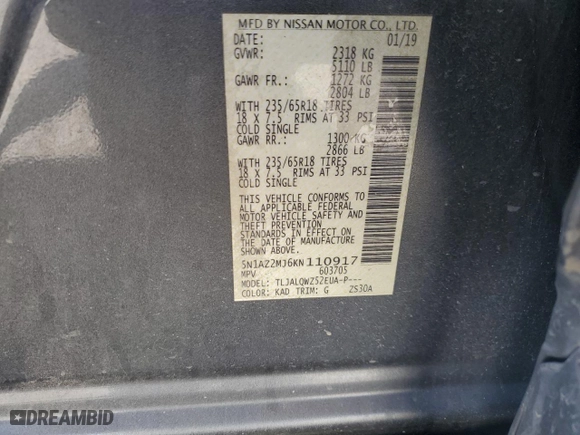 MFD BY NISSAN MOTOR CO., LTD.
DATE: 01/19
GVWR: 2318 KG
5110 LB
GAWR FR.: 1272 KG
2804 LB
WITH 235/65R18 TIRES
18 X 7.5 RIMS AT 33 PSI
COLD SINGLE
GAWR RR.: 1300 KG
2866 LB
WITH 235/65R18 TIRES
18 X 7.5 RIMS AT 33 PSI
COLD SINGLE
THIS VEHICLE CONFORMS TO
ALL APPLICABLE FEDERAL
MOTOR VEHICLE SAFETY AND
THEFT PREVENTION
STANDARDS IN EFFECT ON
THE DATE OF MANUFACTURE
SHOWN ABOVE.
5N1AZ2MJ6KN110917
MPV 603705
MODEL: TLJALQWZS2EUA-P---
COLOR: KAD TRIM: G ZS30A
DREAMBID